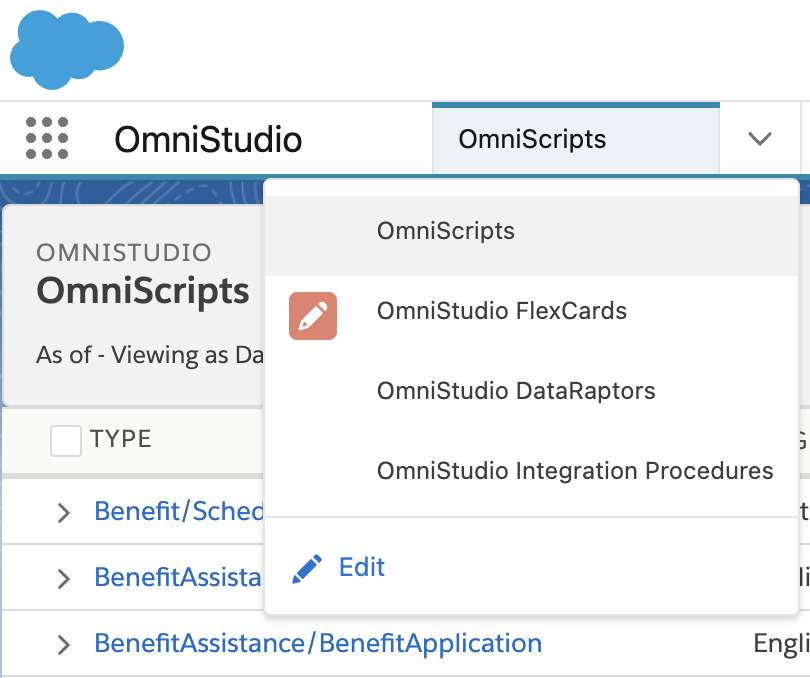 OmniStudio
OmniScripts
OmniScripts
OMNISTUDIO
OmniScripts
OmniStudio FlexCards
As of - Viewing as Da
OmniStudio DataRaptors
TYPE
OmniStudio Integration Procedures
Benefit/Sched
Edit
BenefitAssista
BenefitAssistance/BenefitApplication
Engli